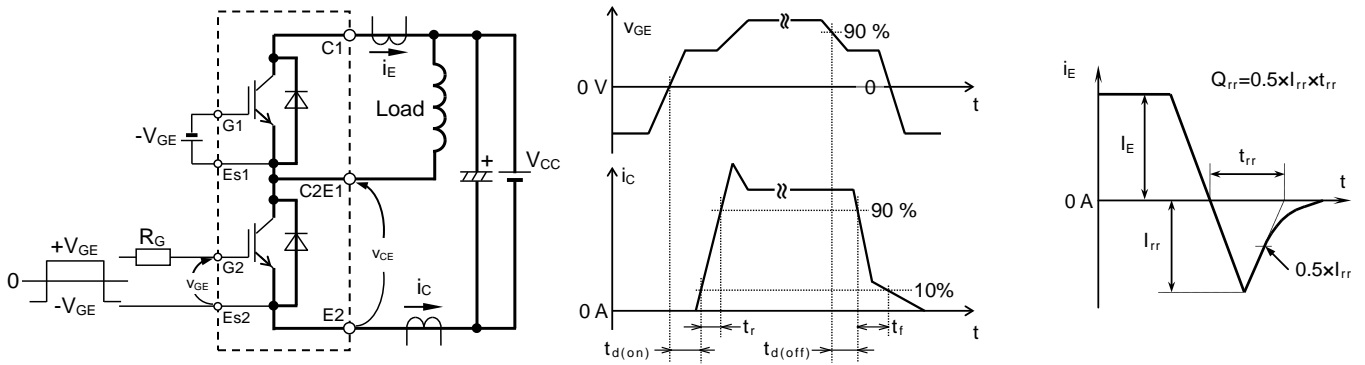 C1
iE
Load
G1
-VGE
Es1
C2E1
+
VCC
+VGE
RG
G2
vCE
0
vGE
-VGE
Es2
E2
iC
vGE
90 %
0 V
0
t
iC
90 %
10%
0 A
tr
tf
t
td(on)
td(off)
iE
Qrr=0.5×Irr×trr
IE
trr
t
0 A
Irr
0.5×Irr
t